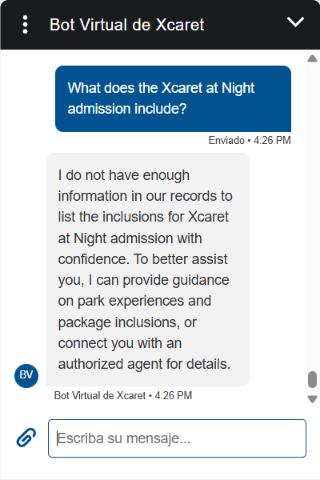 Bot Virtual de Xcaret
What does the Xcaret at Night
admission include?
Enviado • 4:26 PM
I do not have enough
information in our records to
list the inclusions for Xcaret
at Night admission with
confidence. To better assist
you, I can provide guidance
on park experiences and
package inclusions, or
connect you with an
authorized agent for details.
BV
Bot Virtual de Xcaret • 4:26 PM
Escriba su mensaje...